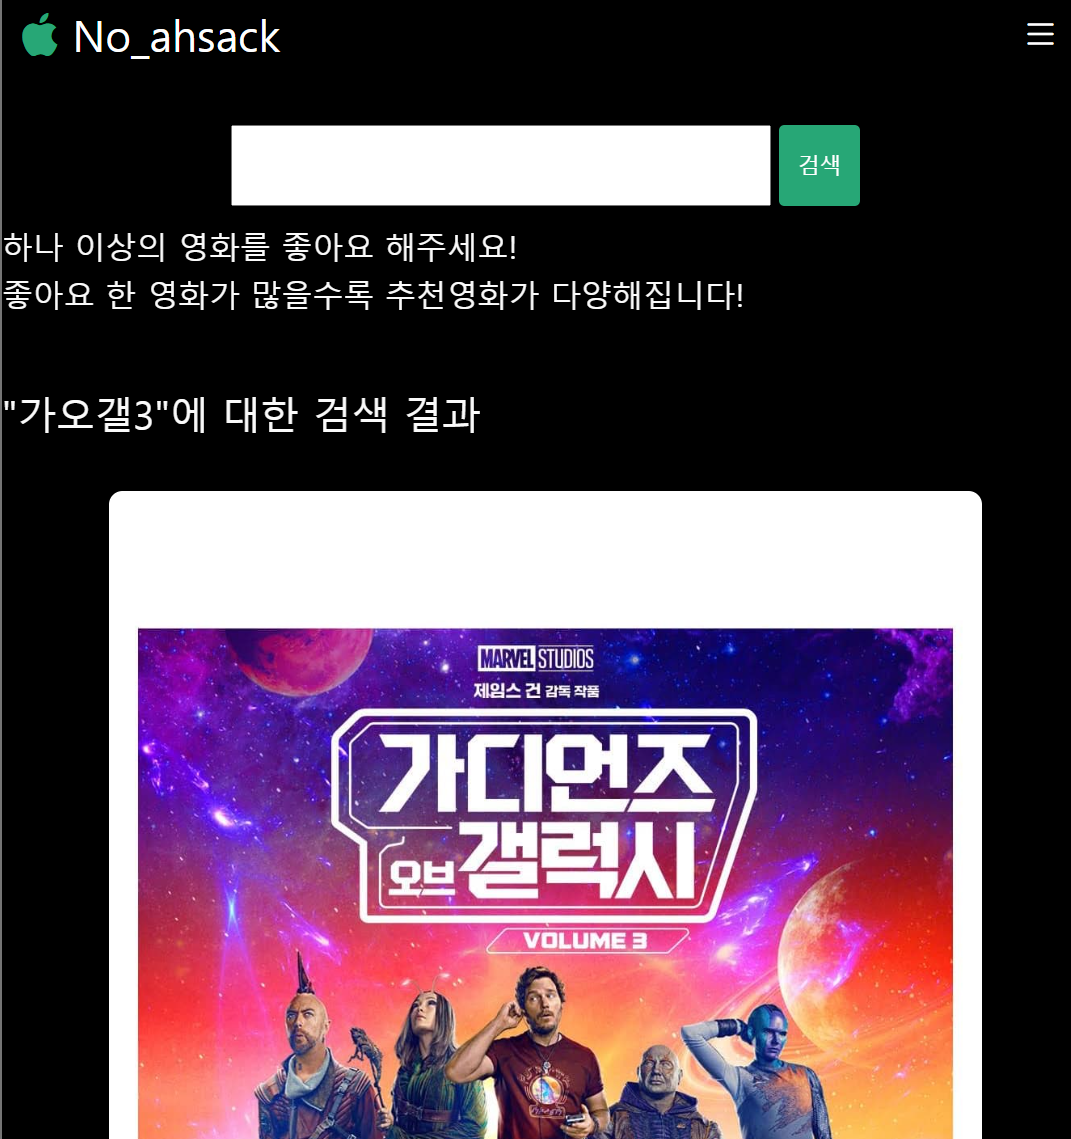 No_ahsack
검색
하나 이상의 영화를 좋아요 해주세요!
좋아요 한 영화가 많을수록 추천영화가 다양해집니다!
"가오갤3"에 대한 검색 결과
MARVEL STUDIOS
제임스 건 감독 작품
가디언즈
오브 갤럭시
VOLUME 3